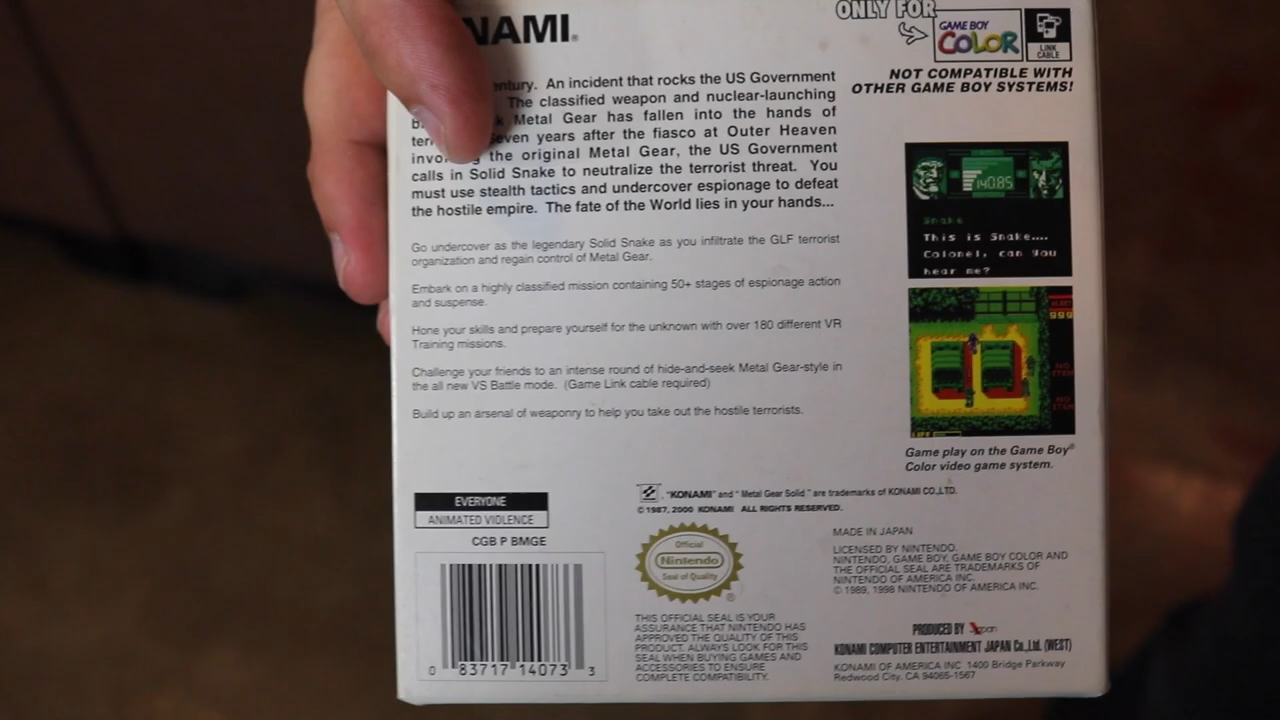 NAMI®
ONLY FOR
GAME BOY
COLOR
LINK
CABLE
NOT COMPATIBLE WITH
OTHER GAME BOY SYSTEMS!
An incident that rocks the US Government
The classified weapon and nuclear-launching
Metal Gear has fallen into the hands of
Seven years after the fiasco at Outer Heaven
the original Metal Gear, the US Government
calls in Solid Snake to neutralize the terrorist threat. You
must use stealth tactics and undercover espionage to defeat
the hostile empire. The fate of the World lies in your hands...
Go undercover as the legendary Solid Snake as you infiltrate the GLF terrorist
organization and regain control of Metal Gear.
Embark on a highly classified mission containing 50+ stages of espionage action
and suspense.
Hone your skills and prepare yourself for the unknown with over 180 different VR
Training missions.
Challenge your friends to an intense round of hide-and-seek Metal Gear-style in
the all new VS Battle mode. (Game Link cable required)
Build up an arsenal of weaponry to help you take out the hostile terrorists.
140.85
Snake
This is Snake....
Colonel, can you
hear me?
ALERT
999
NO
ITEM
NO
ITEM
LIFE
Game play on the Game Boy®
Color video game system.
EVERYONE
ANIMATED VIOLENCE
CGB P BMGE
0 83717 14073 3
, "KONAMI" and " Metal Gear Solid " are trademarks of KONAMI CO.,LTD.
© 1987, 2000 KONAMI ALL RIGHTS RESERVED.
Official
Nintendo
Seal of Quality
®
THIS OFFICIAL SEAL IS YOUR
ASSURANCE THAT NINTENDO HAS
APPROVED THE QUALITY OF THIS
PRODUCT. ALWAYS LOOK FOR THIS
SEAL WHEN BUYING GAMES AND
ACCESSORIES TO ENSURE
COMPLETE COMPATIBILITY.
MADE IN JAPAN
LICENSED BY NINTENDO.
NINTENDO, GAME BOY, GAME BOY COLOR AND
THE OFFICIAL SEAL ARE TRADEMARKS OF
NINTENDO OF AMERICA INC.
© 1989, 1998 NINTENDO OF AMERICA INC.
PRODUCED BY
KONAMI COMPUTER ENTERTAINMENT JAPAN Co.,Ltd. (WEST)
KONAMI OF AMERICA INC 1400 Bridge Parkway
Redwood City. CA 94065-1567